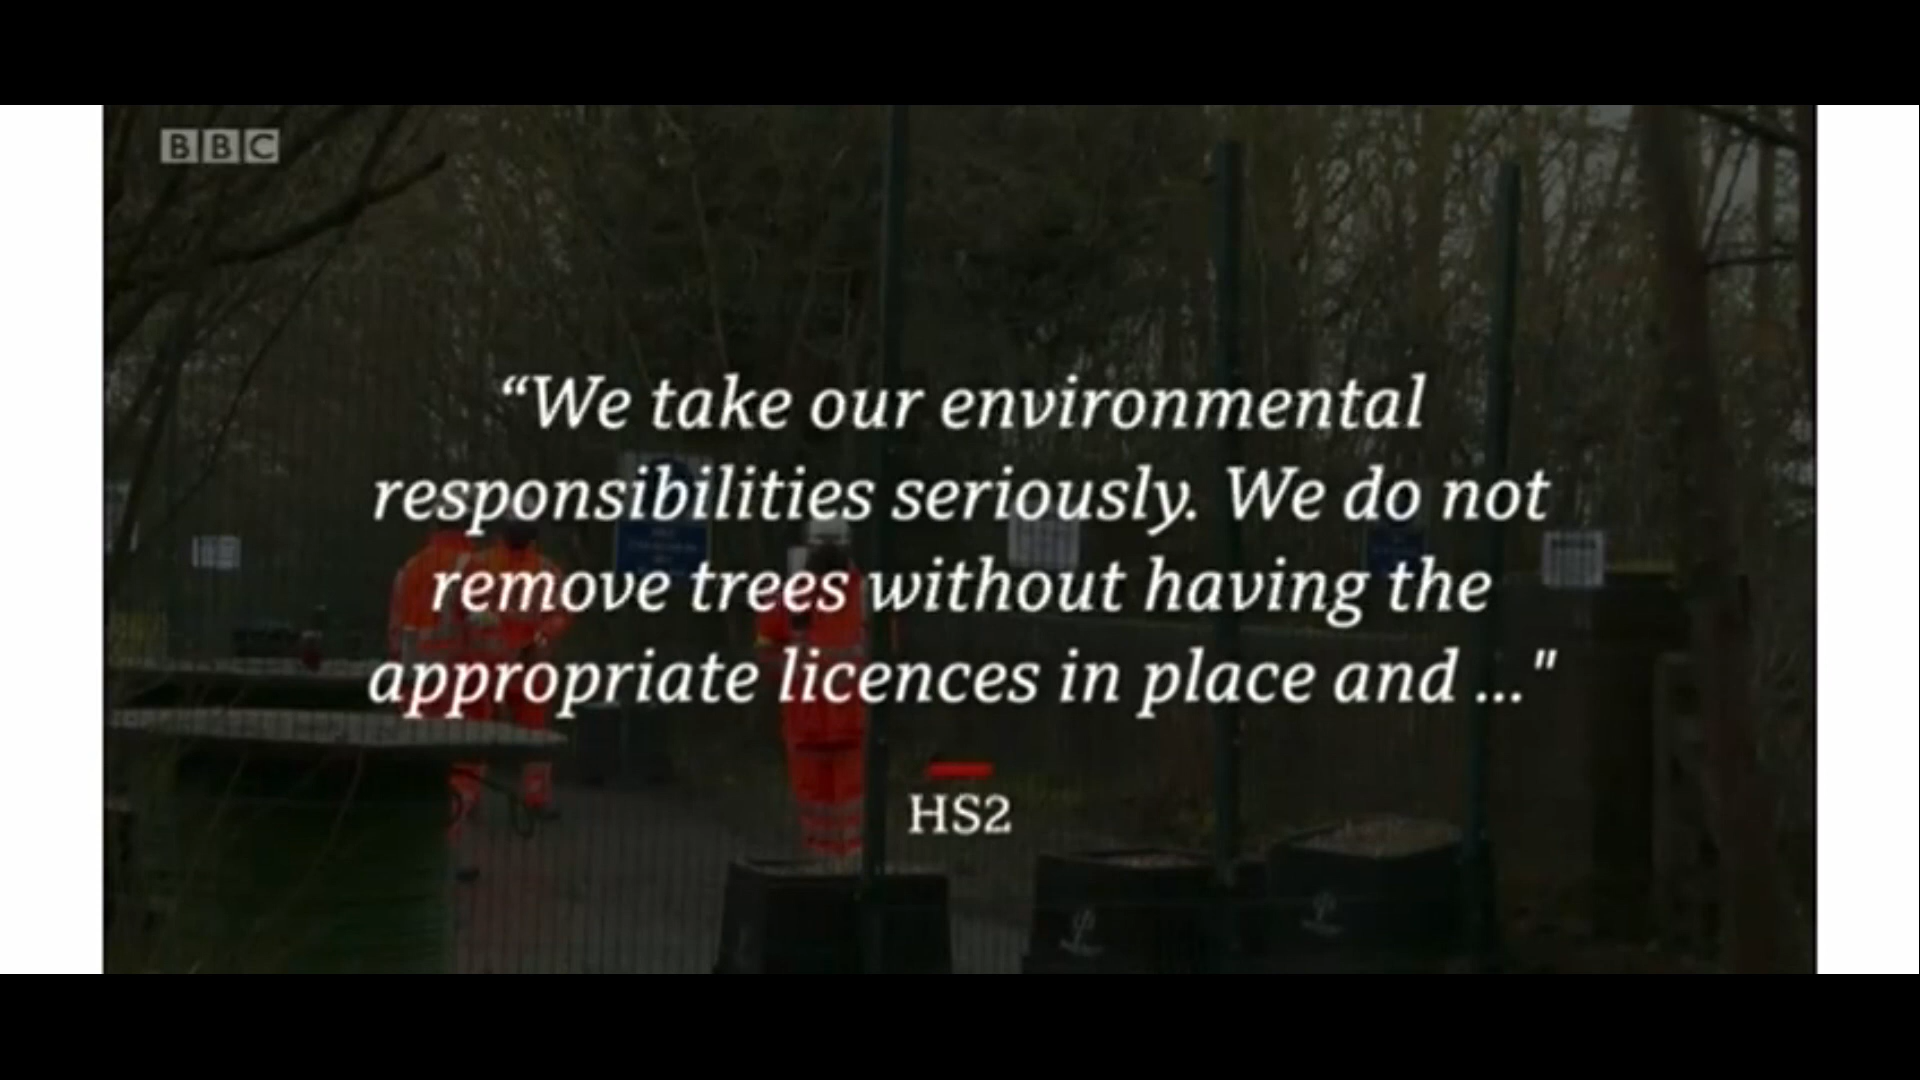 BBC
“We take our environmental
responsibilities seriously. We do not
remove trees without having the
appropriate licences in place and ..."
HS2